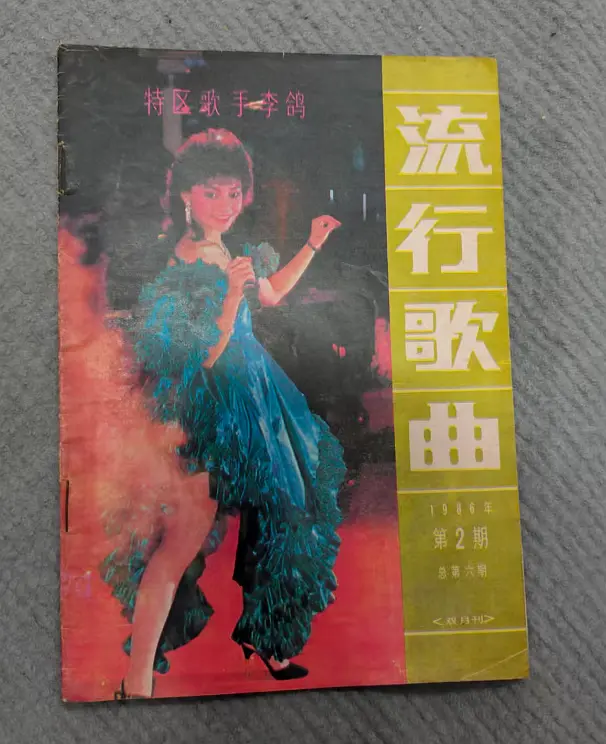 特区歌手李鸽
流行歌曲
1986年
第2期
总第六期
<双月刊>